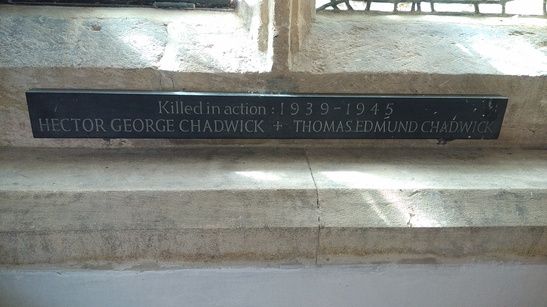 Killed in action : 1939-1945
HECTOR GEORGE CHADWICK + THOMAS EDMUND CHADWICK